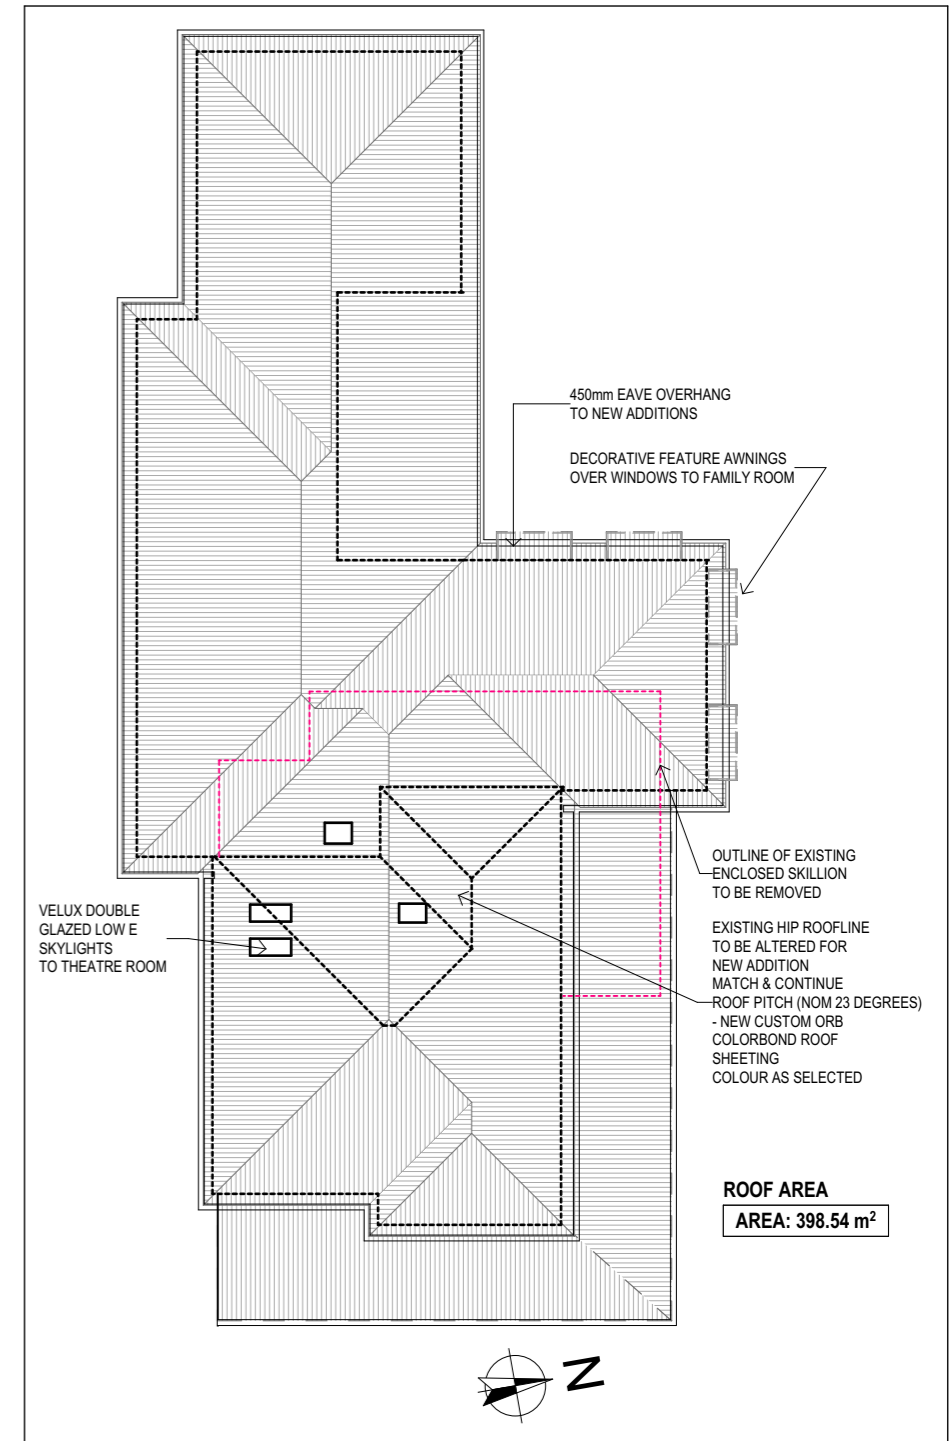 450mm EAVE OVERHANG
TO NEW ADDITIONS
DECORATIVE FEATURE AWNINGS
OVER WINDOWS TO FAMILY ROOM
OUTLINE OF EXISTING
ENCLOSED SKILLION
TO BE REMOVED
VELUX DOUBLE
GLAZED LOW E
SKYLIGHTS
TO THEATRE ROOM
EXISTING HIP ROOFLINE
TO BE ALTERED FOR
NEW ADDITION
MATCH & CONTINUE
ROOF PITCH (NOM 23 DEGREES)
- NEW CUSTOM ORB
COLORBOND ROOF
SHEETING
COLOUR AS SELECTED
ROOF AREA
AREA: 398.54 m²
N